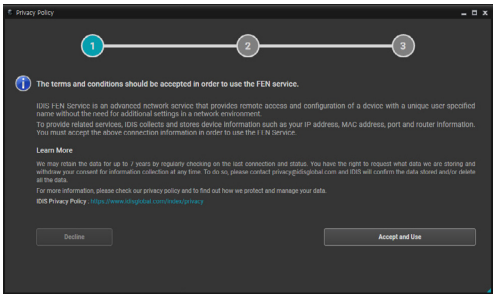 Privacy Policy
1 2 3
The terms and conditions should be accepted in order to use the FEN service.
IDIS FEN Service is an advanced network service that provides remote access and configuration of a device with a unique user specified
name without the need for additional settings in a network environment.
To provide related services, IDIS collects and stores device information such as your IP address, MAC address, port and router information.
You must accept the above connection information in order to use the FEN Service.
Learn More
We may retain the data for up to 7 years by regularly checking on the last connection and status. You have the right to request what data we are storing and
withdraw your consent for information collection at any time. To do so, please contact privacy@idisglobal.com and IDIS will confirm the data stored and/or delete
all the data.
For more information, please check our privacy policy and to find out how we protect and manage your data.
IDIS Privacy Policy : https://www.idisglobal.com/index/privacy
Decline
Accept and Use